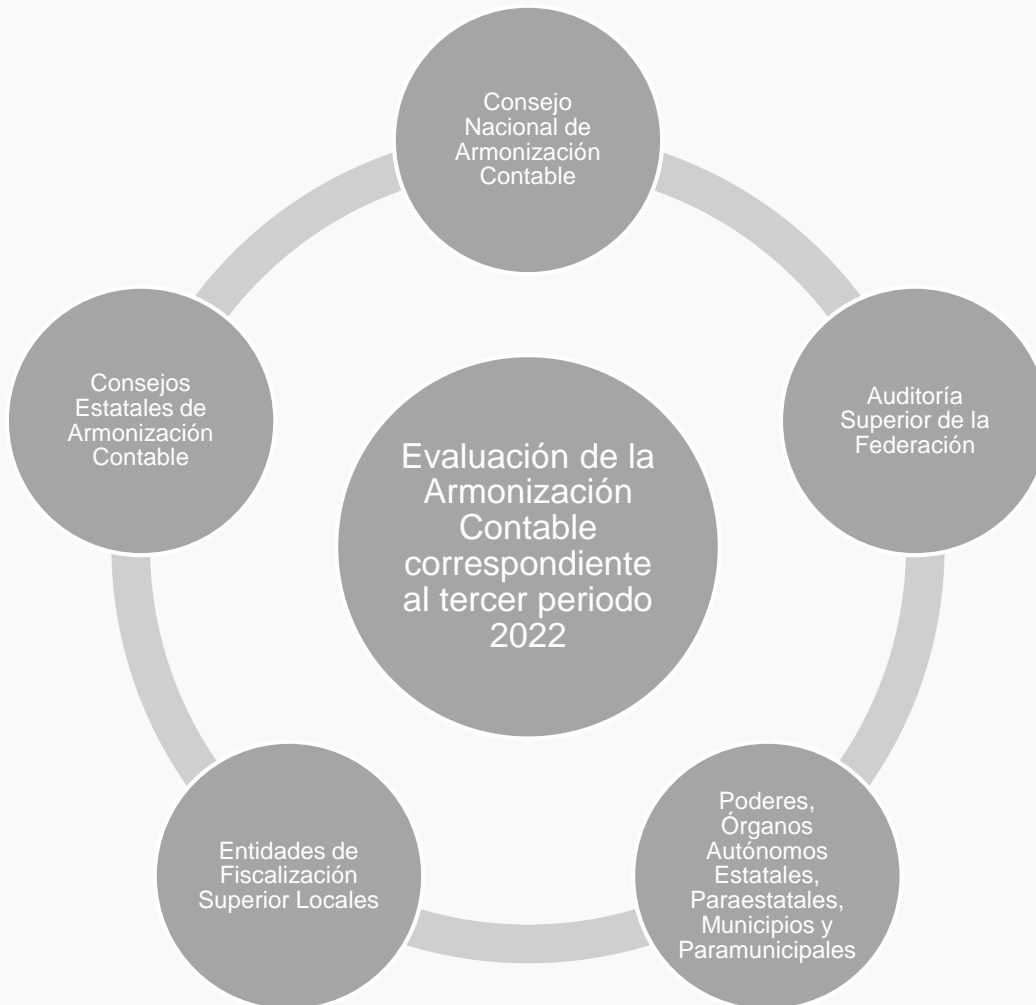 Consejo
Nacional de
Armonización
Contable
Auditoría
Superior de la
Federación
Poderes,
Órganos
Autónomos
Estatales,
Paraestatales,
Municipios y
Paramunicipales
Entidades de
Fiscalización
Superior Locales
Consejos
Estatales de
Armonización
Contable
Evaluación de la
Armonización
Contable
correspondiente
al tercer periodo
2022